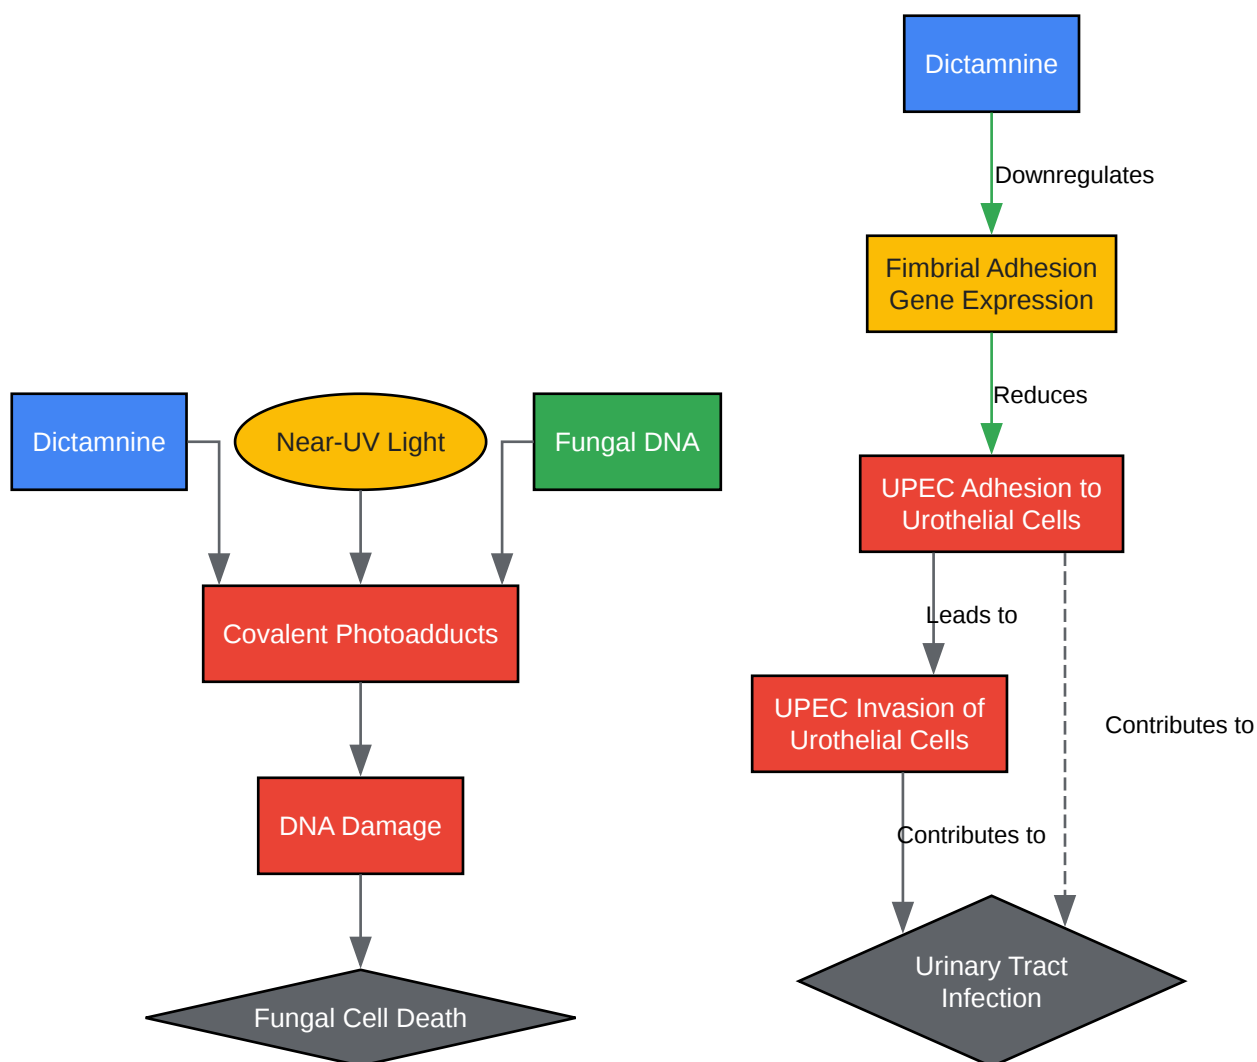 Dictamnine
Near-UV Light
Fungal DNA
Covalent Photoadducts
DNA Damage
Fungal Cell Death
Dictamnine
Downregulates
Fimbrial Adhesion
Gene Expression
Reduces
UPEC Adhesion to
Urothelial Cells
Leads to
UPEC Invasion of
Urothelial Cells
Contributes to
Contributes to
Urinary Tract
Infection